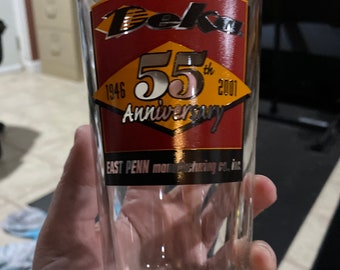 Deka
1946 55th 2001
Anniversary
EAST PENN manufacturing co. inc.